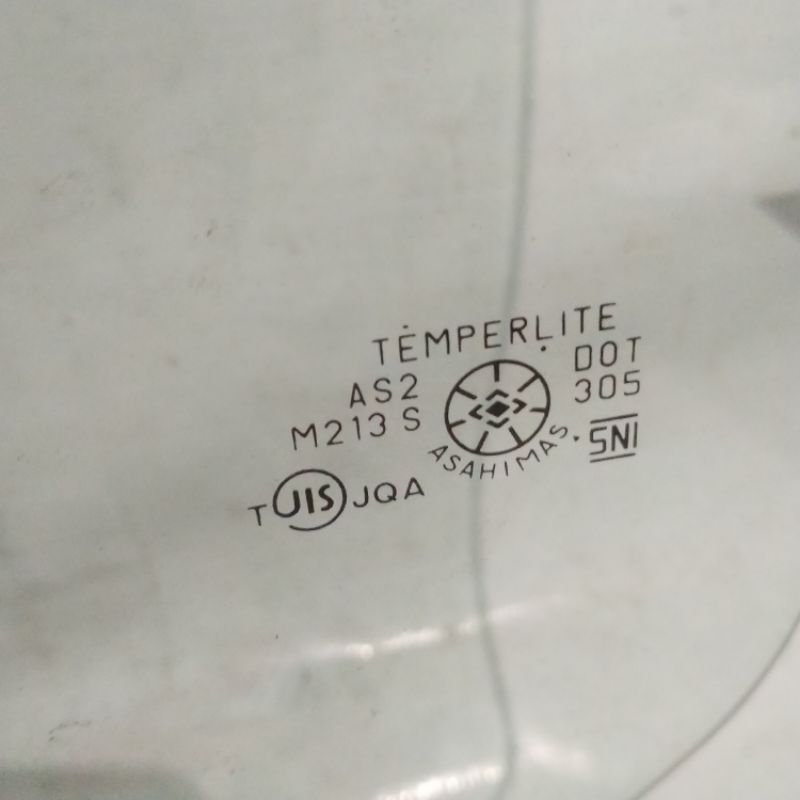 TEMPERLITE
AS2
DOT
M213 S
305
ASAHIMAS
SNI
T JIS JQA